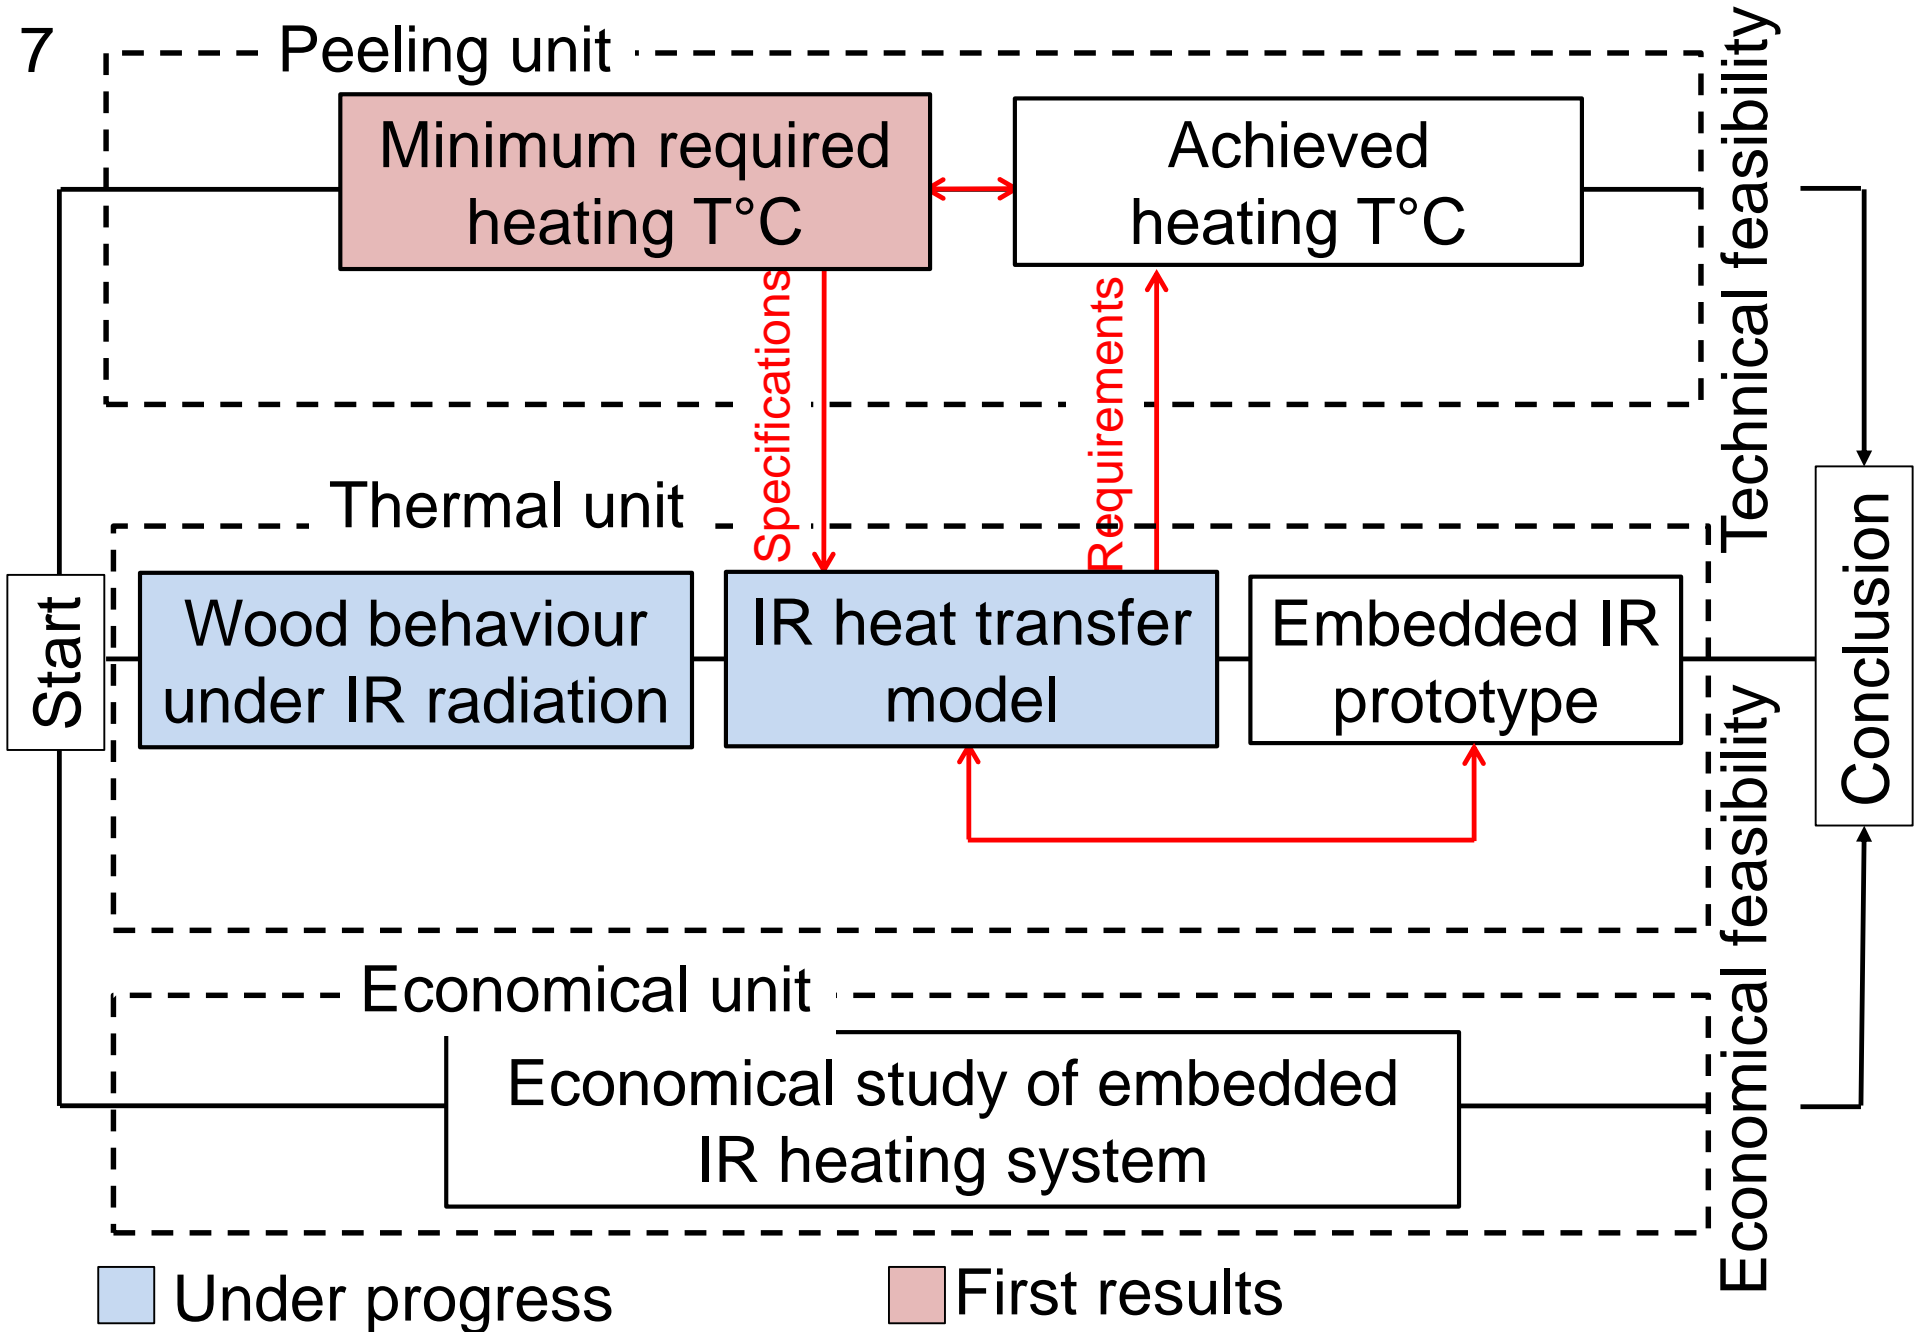 7
Peeling unit
Minimum required
heating T°C
Achieved
heating T°C
Technical feasibility
Specifications
Requirements
Thermal unit
Start
Wood behaviour
under IR radiation
IR heat transfer
model
Embedded IR
prototype
Conclusion
Economical feasibility
Economical unit
Economical study of embedded
IR heating system
Under progress
First results